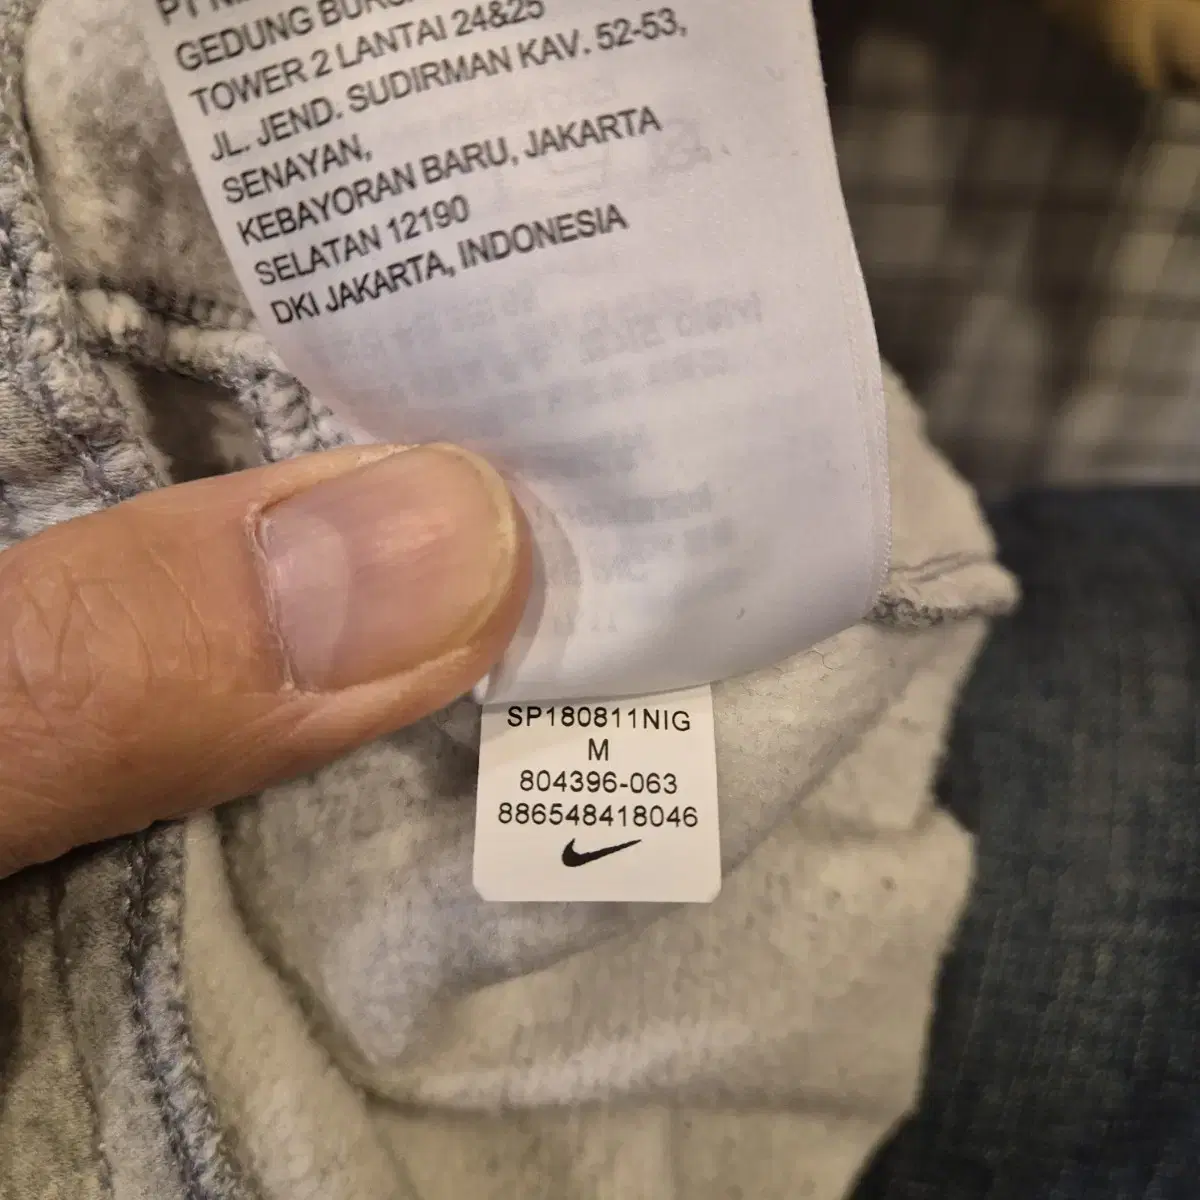 PT
GEDUNG
TOWER 2 LANTAI 24&25
JL. JEND. SUDIRMAN KAV. 52-53,
SENAYAN,
KEBAYORAN BARU, JAKARTA
SELATAN 12190
DKI JAKARTA, INDONESIA
SP180811NIG
M
804396-063
886548418046